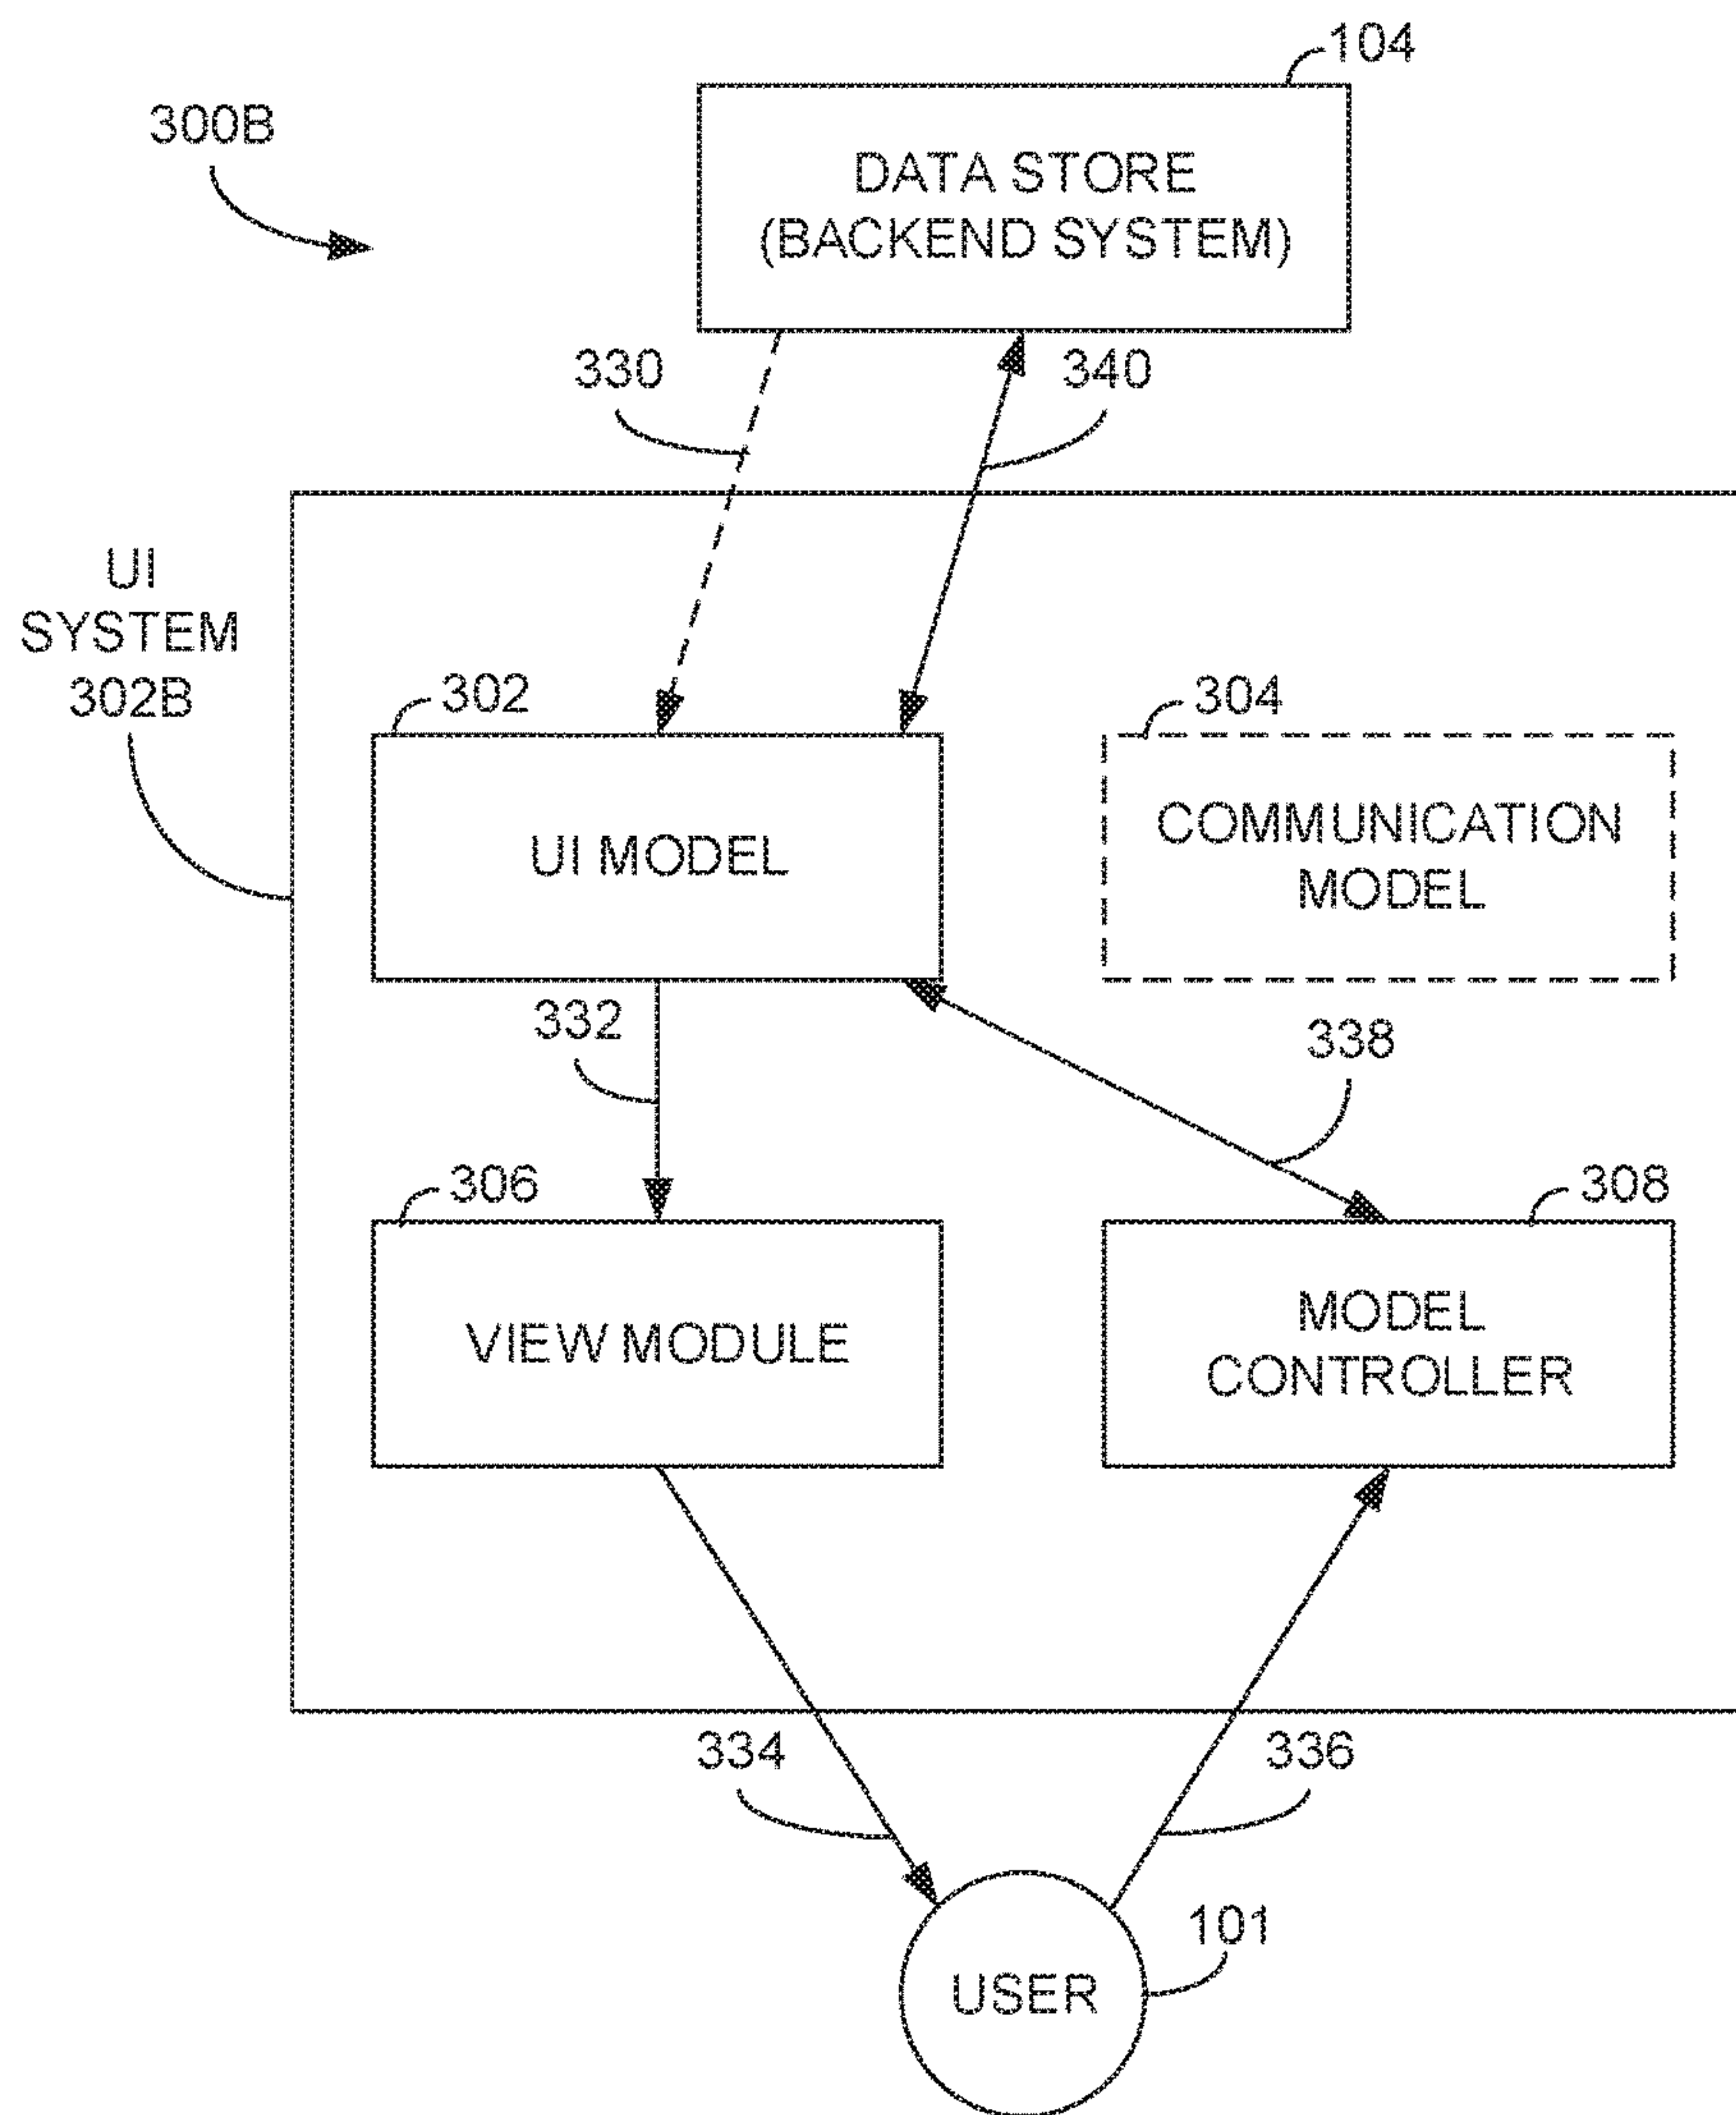 104
300B
DATA STORE
(BACKEND SYSTEM)
330
340
UI
SYSTEM
302B
302
304
UI MODEL
COMMUNICATION
MODEL
332
338
306
308
VIEW MODULE
MODEL
CONTROLLER
334
336
101
USER